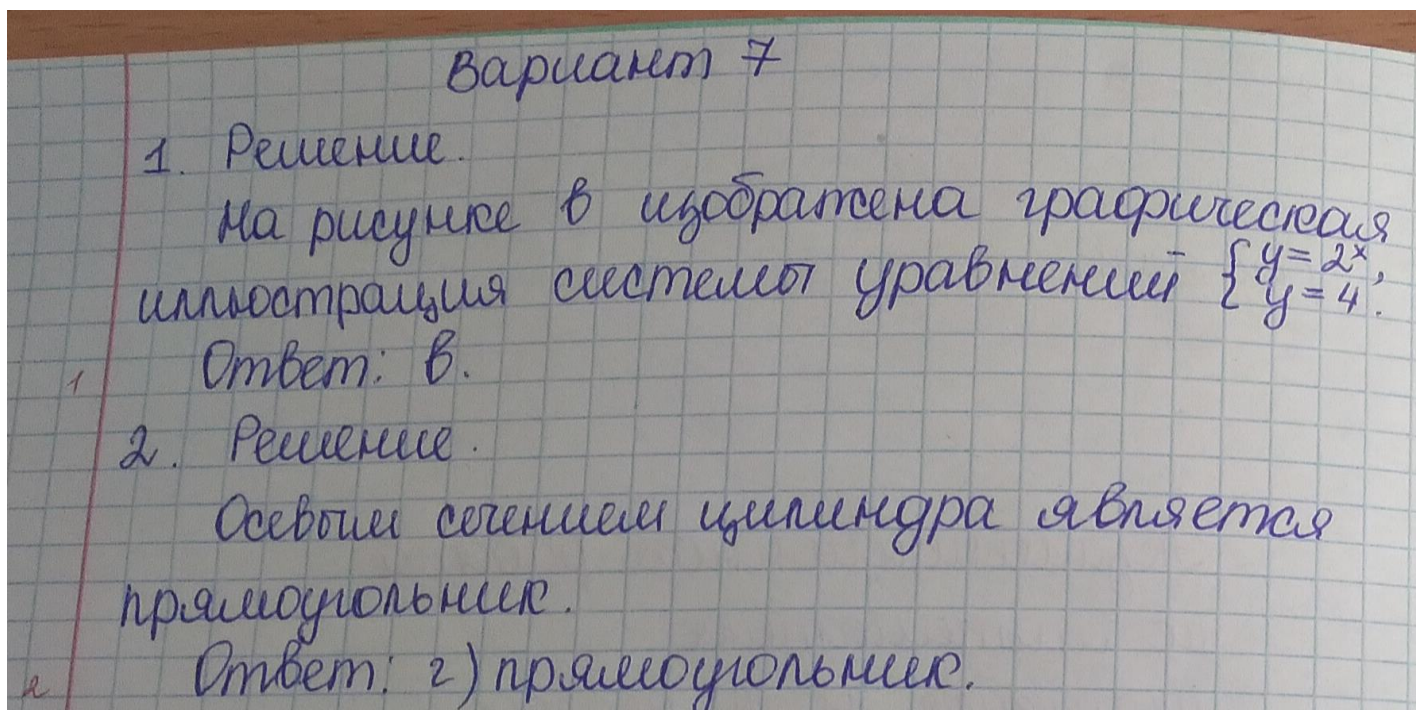 Вариант 7
1. Решение.
На рисунке в изображена графическая
иллюстрация системы уравнений { y = 2ˣ,
y = 4.
Ответ: в.
1
2. Решение.
Осевым сечением цилиндра является
прямоугольник.
Ответ: г) прямоугольник.
2